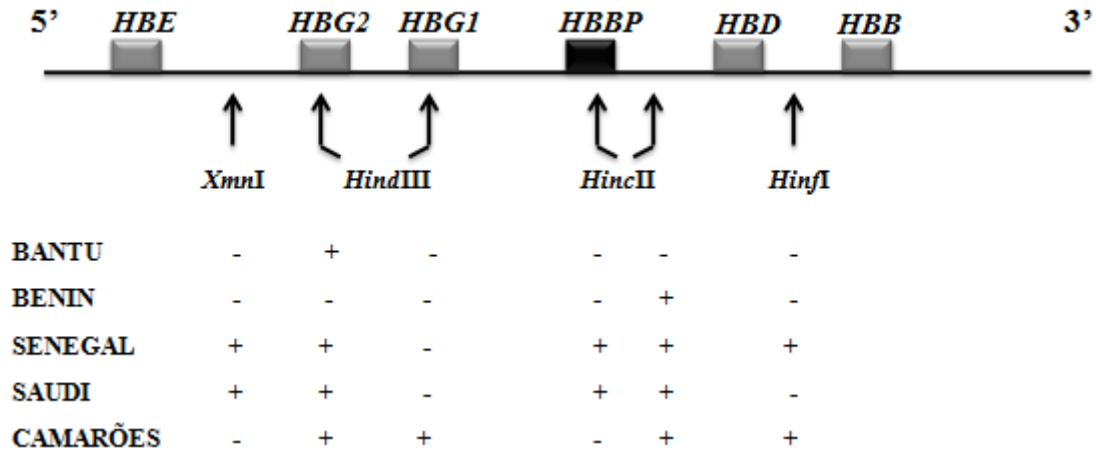 5’ HBE HBG2 HBG1 HBBP HBD HBB 3’
XmnI HindIII HincII HinfI
BANTU - + - - - -
BENIN - - - - + -
SENEGAL + + - + + +
SAUDI + + - + + -
CAMARÕES - + + - + +